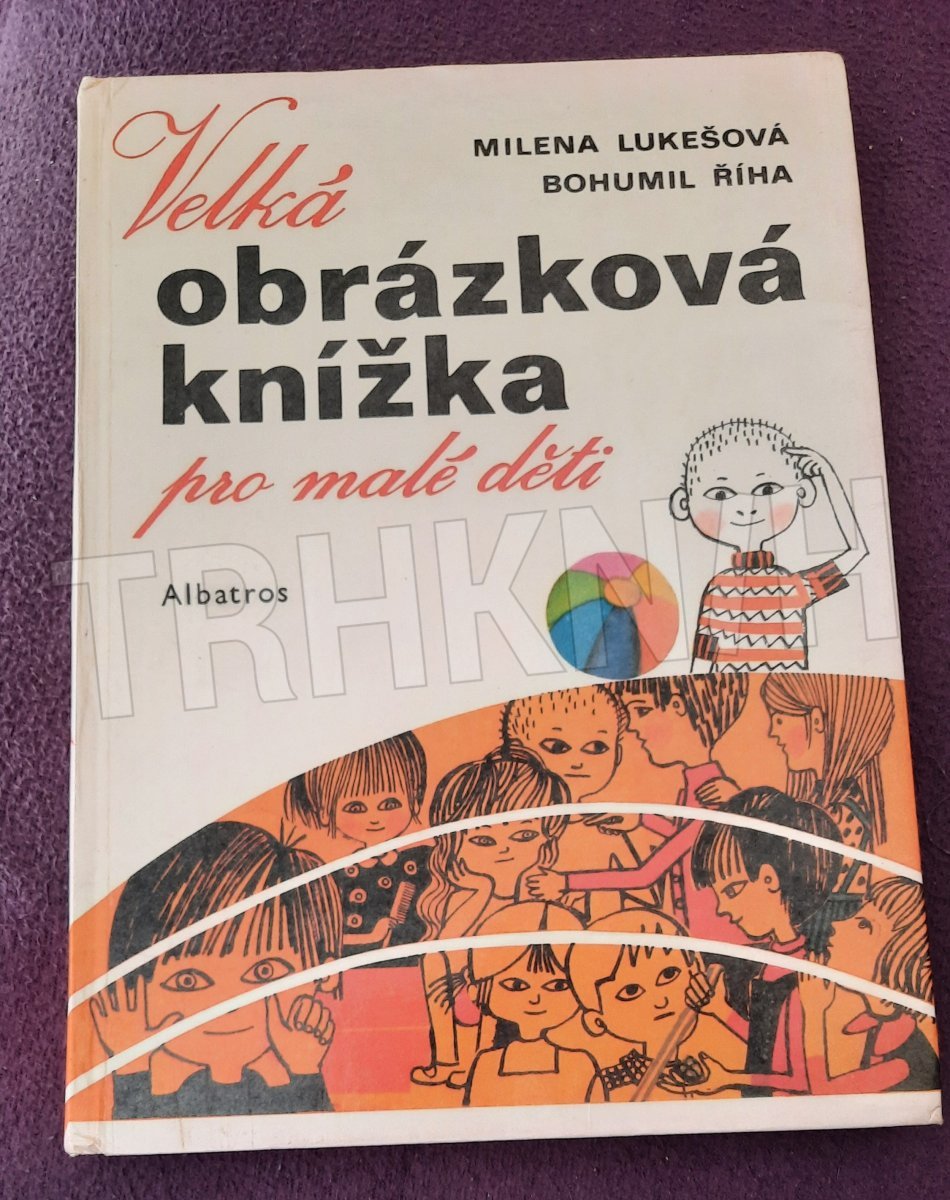 MILENA LUKEŠOVÁ
BOHUMIL ŘÍHA
Velká
obrázková
knížka
pro malé děti
Albatros
TRHKNIH